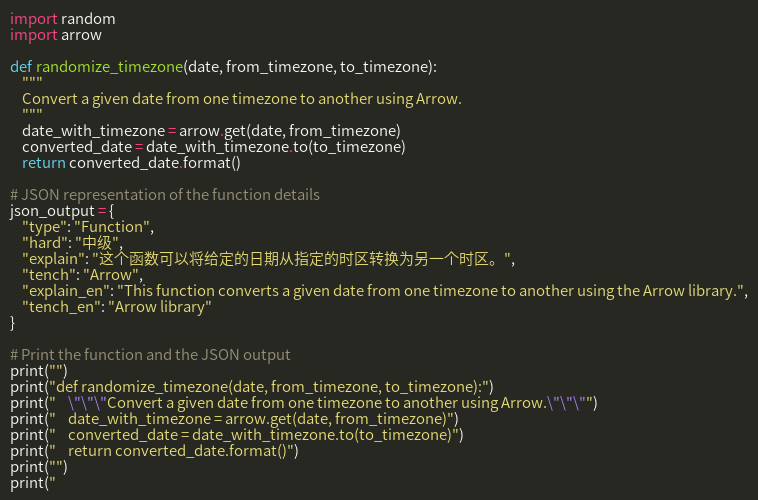 import random
import arrow

def randomize_timezone(date, from_timezone, to_timezone):
    """
    Convert a given date from one timezone to another using Arrow.
    """
    date_with_timezone = arrow.get(date, from_timezone)
    converted_date = date_with_timezone.to(to_timezone)
    return converted_date.format()

# JSON representation of the function details
json_output = {
    "type": "Function",
    "hard": "中级",
    "explain": "这个函数可以将给定的日期从指定的时区转换为另一个时区。",
    "tench": "Arrow",
    "explain_en": "This function converts a given date from one timezone to another using the Arrow library.",
    "tench_en": "Arrow library"
}

# Print the function and the JSON output
print("")
print("def randomize_timezone(date, from_timezone, to_timezone):")
print("    \"\"\"Convert a given date from one timezone to another using Arrow.\"\"\"")
print("    date_with_timezone = arrow.get(date, from_timezone)")
print("    converted_date = date_with_timezone.to(to_timezone)")
print("    return converted_date.format()")
print("")
print("